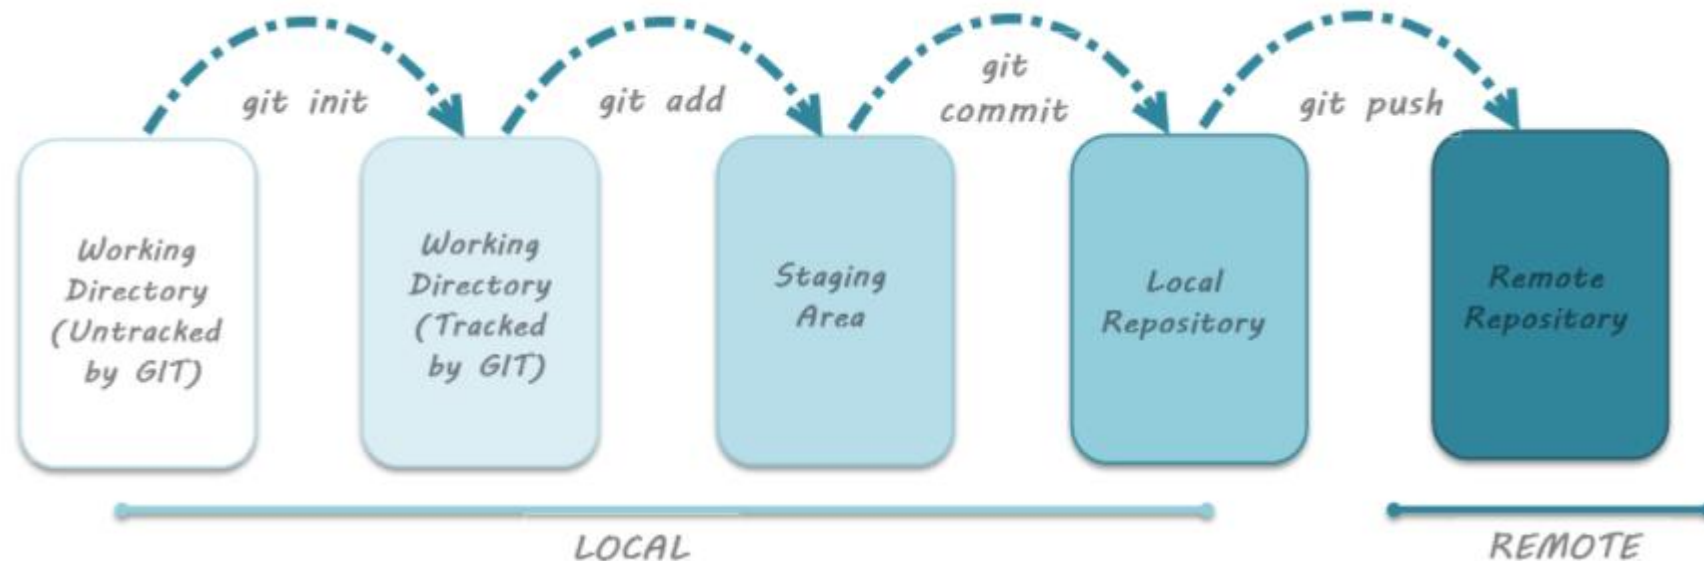 git init
git add
git
commit
git push
Working
Directory
(Untracked
by GIT)
Working
Directory
(Tracked
by GIT)
Staging
Area
Local
Repository
Remote
Repository
LOCAL
REMOTE